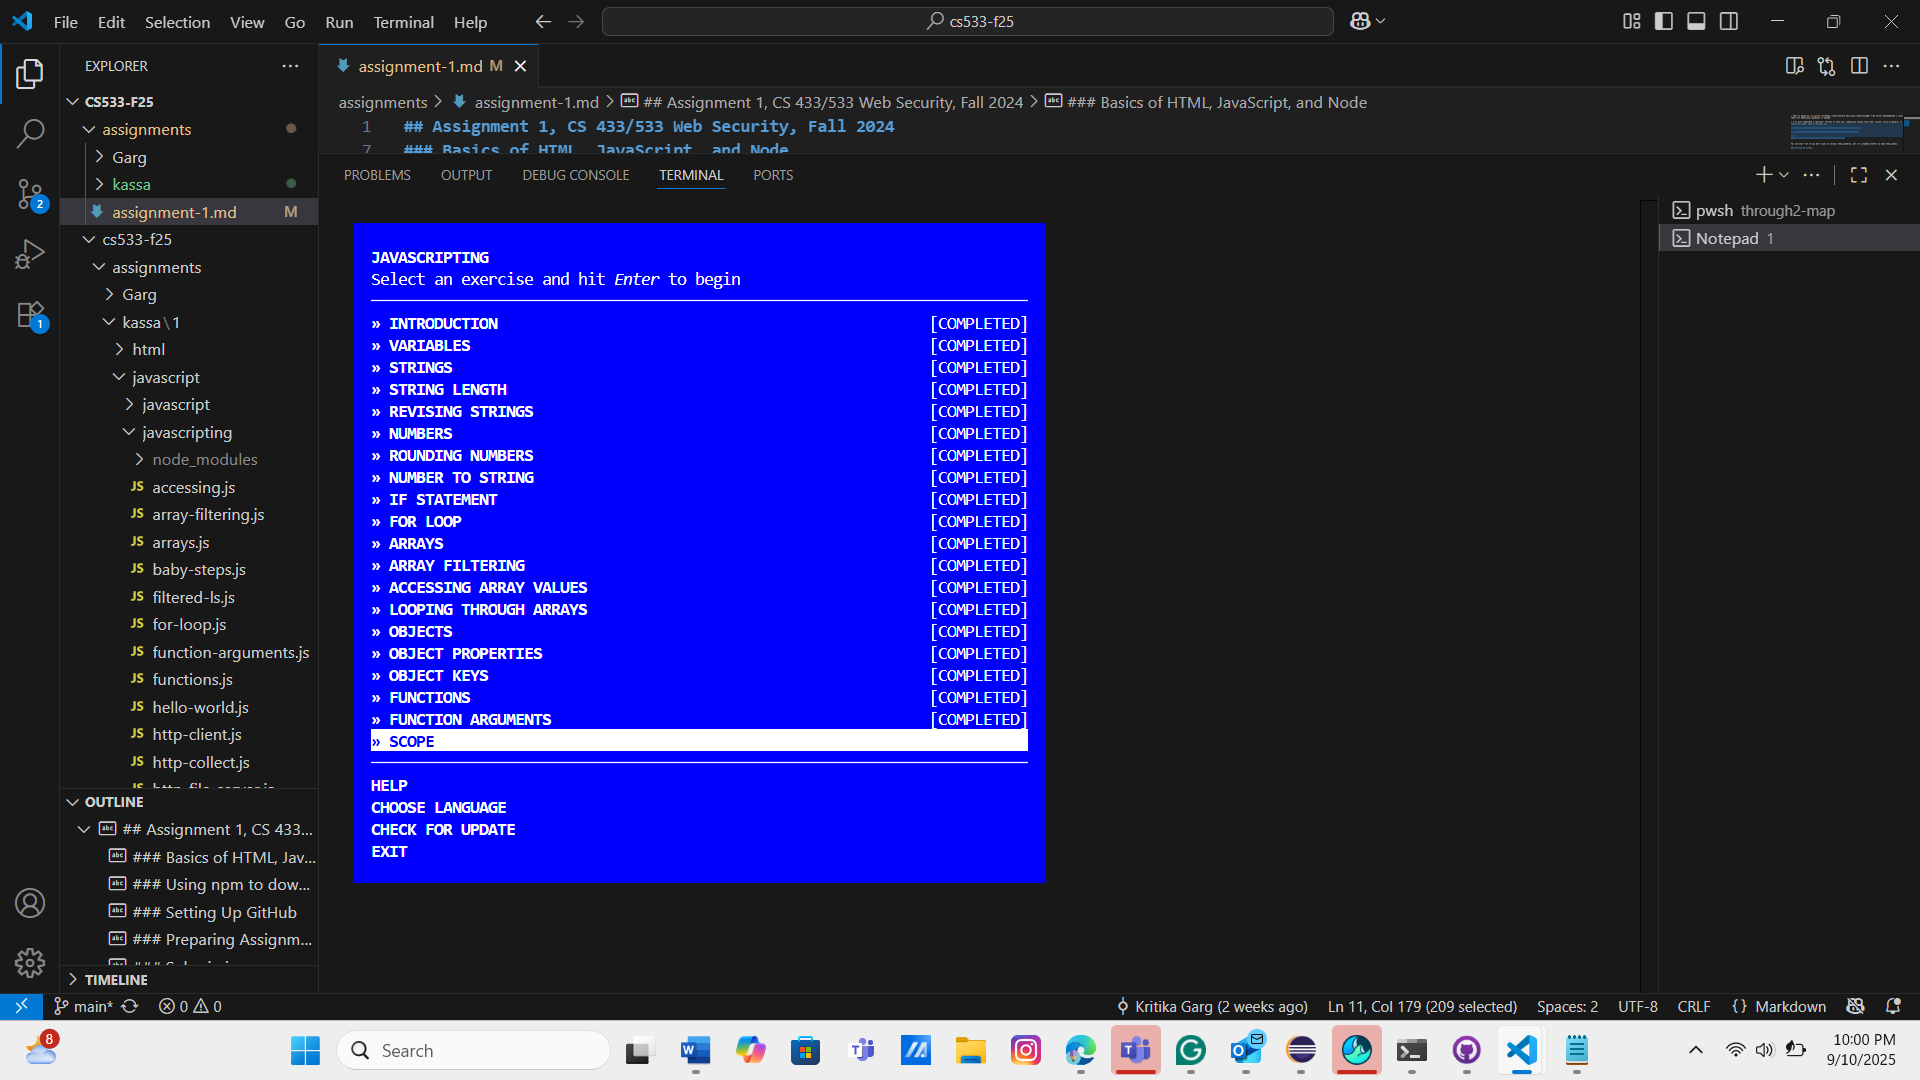 File Edit Selection View Go Run Terminal Help
cs533-f25
EXPLORER
CS533-F25
assignments
Garg
kassa
assignment-1.md M
cs533-f25
assignments
Garg
kassa\1
html
javascript
javascript
javascripting
node_modules
JS accessing.js
JS array-filtering.js
JS arrays.js
JS baby-steps.js
JS filtered-ls.js
JS for-loop.js
JS function-arguments.js
JS functions.js
JS hello-world.js
JS http-client.js
JS http-collect.js
OUTLINE
## Assignment 1, CS 433...
### Basics of HTML, Jav...
### Using npm to dow...
### Setting Up GitHub
### Preparing Assignm...
TIMELINE
2
1
assignment-1.md M
assignments > assignment-1.md > ## Assignment 1, CS 433/533 Web Security, Fall 2024 > ### Basics of HTML, JavaScript, and Node
1 ## Assignment 1, CS 433/533 Web Security, Fall 2024
7 ### Basics of HTML, JavaScript, and Node
PROBLEMS OUTPUT DEBUG CONSOLE TERMINAL PORTS
JAVASCRIPTING
Select an exercise and hit Enter to begin
» INTRODUCTION [COMPLETED]
» VARIABLES [COMPLETED]
» STRINGS [COMPLETED]
» STRING LENGTH [COMPLETED]
» REVISING STRINGS [COMPLETED]
» NUMBERS [COMPLETED]
» ROUNDING NUMBERS [COMPLETED]
» NUMBER TO STRING [COMPLETED]
» IF STATEMENT [COMPLETED]
» FOR LOOP [COMPLETED]
» ARRAYS [COMPLETED]
» ARRAY FILTERING [COMPLETED]
» ACCESSING ARRAY VALUES [COMPLETED]
» LOOPING THROUGH ARRAYS [COMPLETED]
» OBJECTS [COMPLETED]
» OBJECT PROPERTIES [COMPLETED]
» OBJECT KEYS [COMPLETED]
» FUNCTIONS [COMPLETED]
» FUNCTION ARGUMENTS [COMPLETED]
» SCOPE
HELP
CHOOSE LANGUAGE
CHECK FOR UPDATE
EXIT
pwsh through2-map
Notepad 1
main* 0 0
Kritika Garg (2 weeks ago) Ln 11, Col 179 (209 selected) Spaces: 2 UTF-8 CRLF {} Markdown
8
Search
10:00 PM
9/10/2025